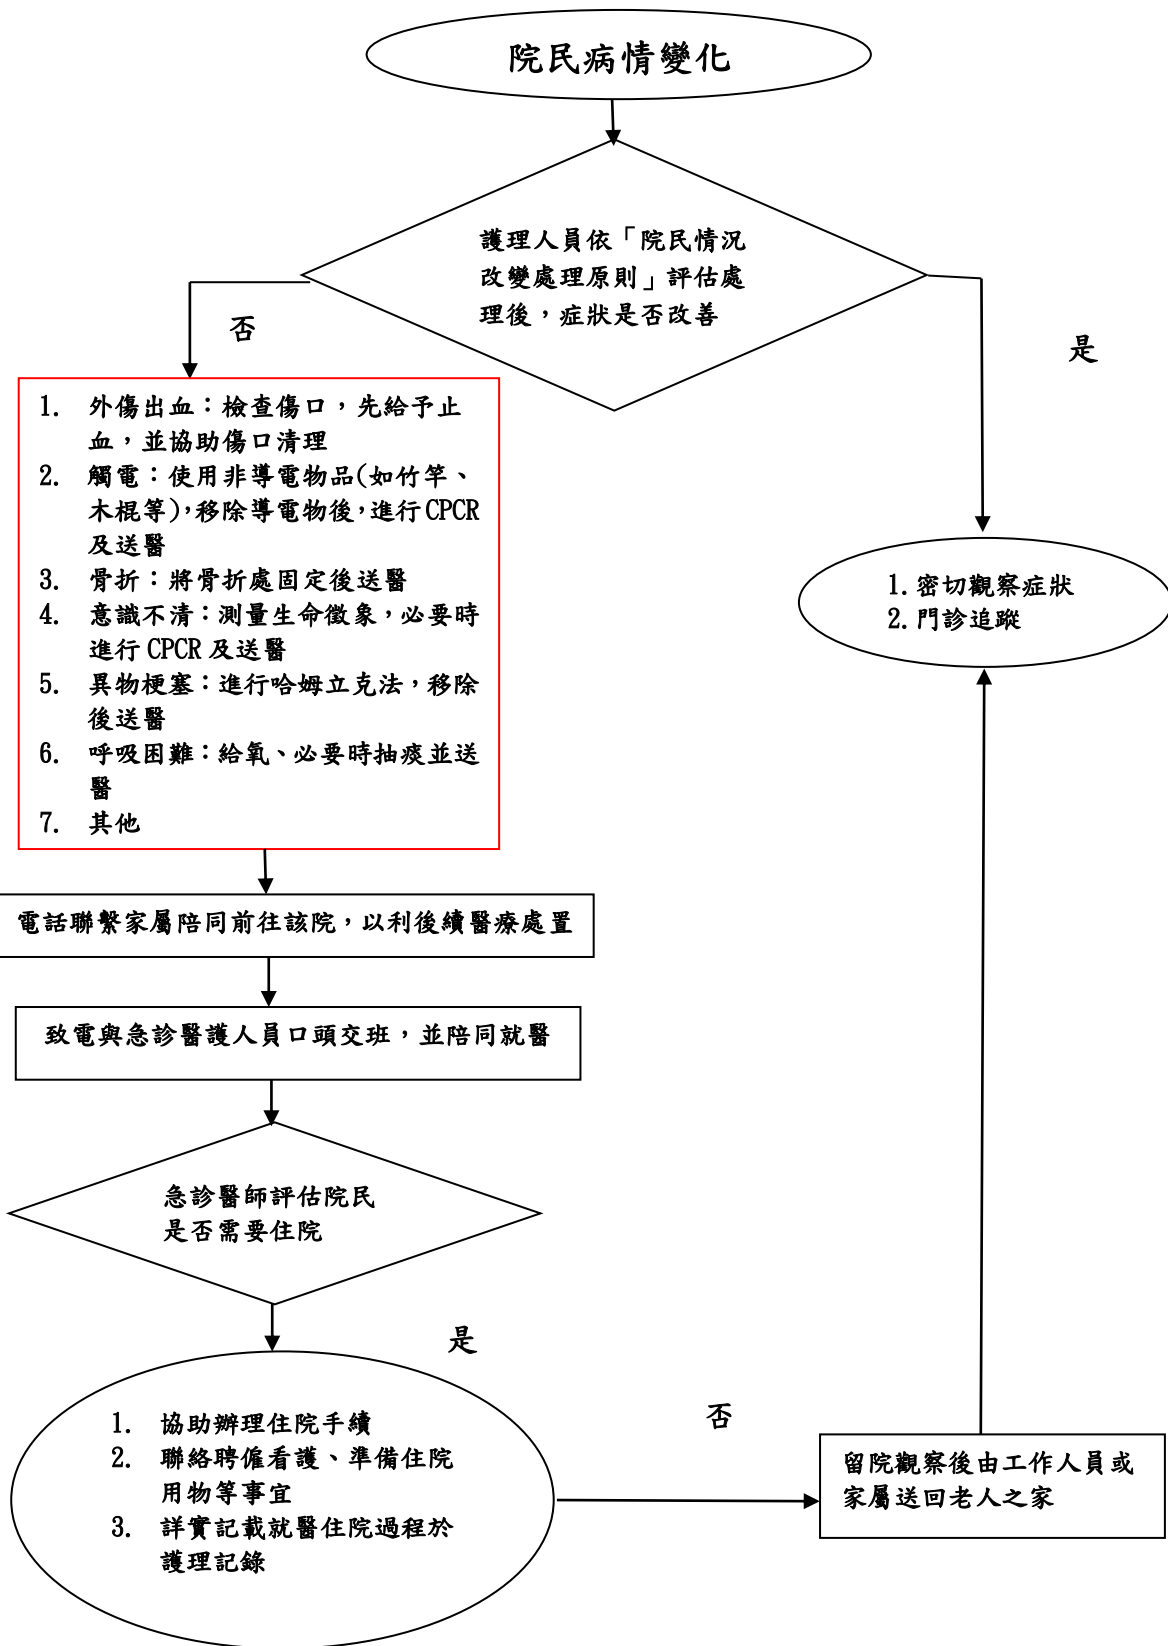 院民病情變化
護理人員依「院民情況
改變處理原則」評估處
理後，症狀是否改善
否
是
1. 外傷出血：檢查傷口，先給予止
血，並協助傷口清理
2. 觸電：使用非導電物品(如竹竿、
木棍等)，移除導電物後，進行CPCR
及送醫
3. 骨折：將骨折處固定後送醫
4. 意識不清：測量生命徵象，必要時
進行 CPCR 及送醫
5. 異物梗塞：進行哈姆立克法，移除
後送醫
6. 呼吸困難：給氧、必要時抽痰並送
醫
7. 其他
1. 密切觀察症狀
2. 門診追蹤
電話聯繫家屬陪同前往該院，以利後續醫療處置
致電與急診醫護人員口頭交班，並陪同就醫
急診醫師評估院民
是否需要住院
是
1. 協助辦理住院手續
2. 聯絡聘僱看護、準備住院
用物等事宜
3. 詳實記載就醫住院過程於
護理記錄
否
留院觀察後由工作人員或
家屬送回老人之家